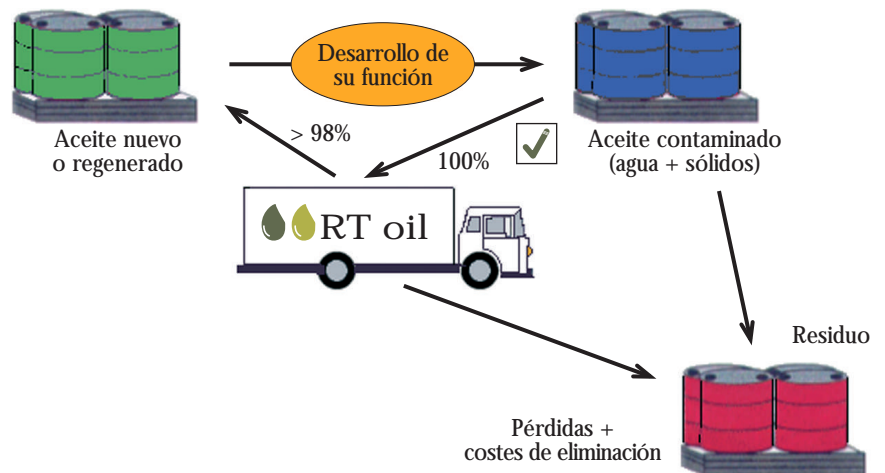 Desarrollo de
su función
Aceite nuevo
o regenerado
> 98%
100%
Aceite contaminado
(agua + sólidos)
RT oil
Residuo
Pérdidas +
costes de eliminación